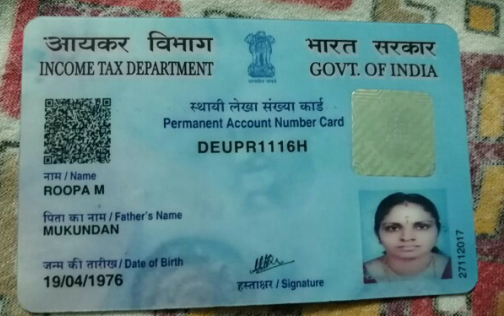 आयकर विभाग
INCOME TAX DEPARTMENT
भारत सरकार
GOVT. OF INDIA
स्थायी लेखा संख्या कार्ड
Permanent Account Number Card
DEUPR1116H
नाम / Name
ROOPA M
पिता का नाम / Father's Name
MUKUNDAN
जन्म की तारीख / Date of Birth
19/04/1976
हस्ताक्षर / Signature
27112017